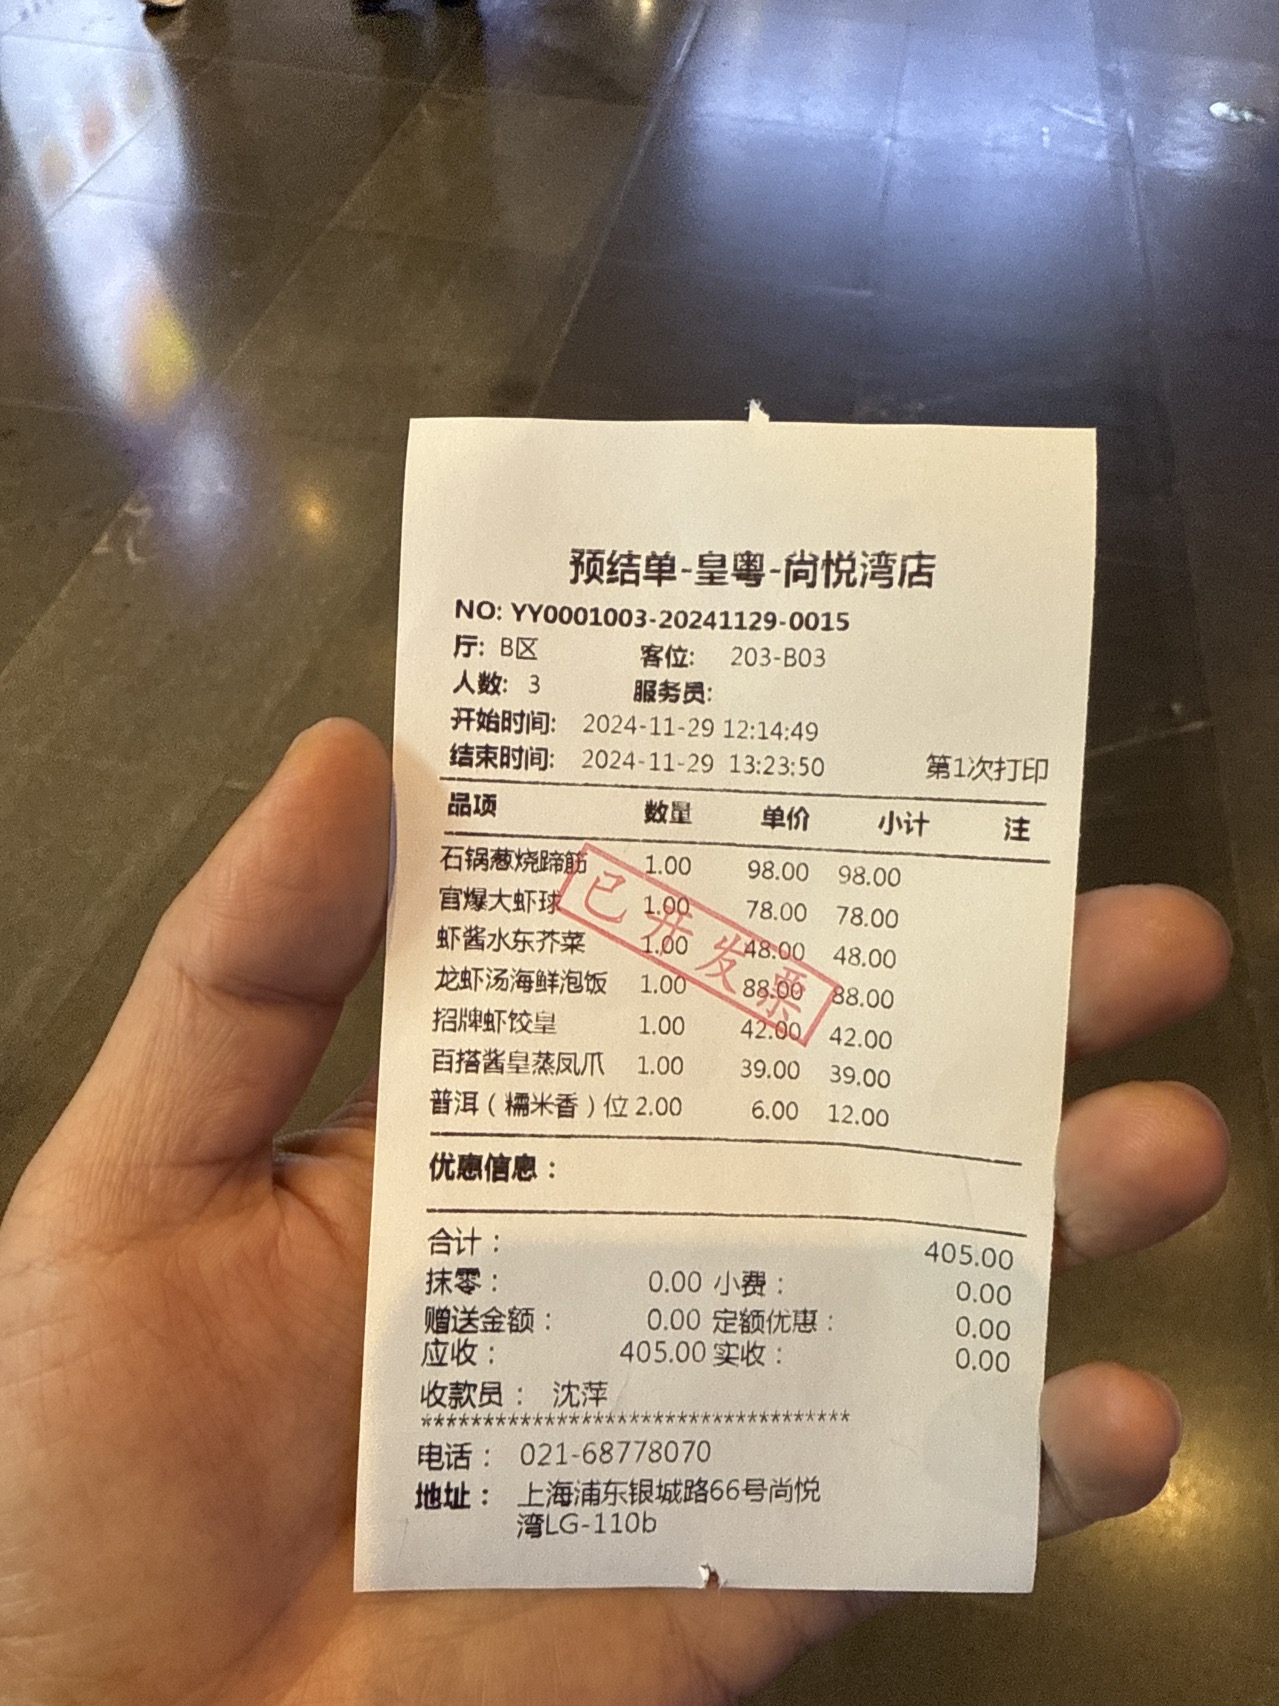 预结单-皇粤-尚悦湾店
NO: YY0001003-20241129-0015
厅: B区 客位: 203-B03
人数: 3 服务员:
开始时间: 2024-11-29 12:14:49
结束时间: 2024-11-29 13:23:50 第1次打印
品项 数量 单价 小计 注
石锅葱烧蹄筋 1.00 98.00 98.00
宫爆大虾球 1.00 78.00 78.00
虾酱水东芥菜 1.00 48.00 48.00
龙虾汤海鲜泡饭 1.00 88.00 88.00
招牌虾饺皇 1.00 42.00 42.00
百搭酱皇蒸凤爪 1.00 39.00 39.00
普洱（糯米香）位 2.00 6.00 12.00
已开发票
优惠信息：
合计： 405.00
抹零： 0.00 小费： 0.00
赠送金额： 0.00 定额优惠： 0.00
应收： 405.00 实收： 0.00
收款员： 沈萍
***********************************
电话： 021-68778070
地址： 上海浦东银城路66号尚悦
湾LG-110b